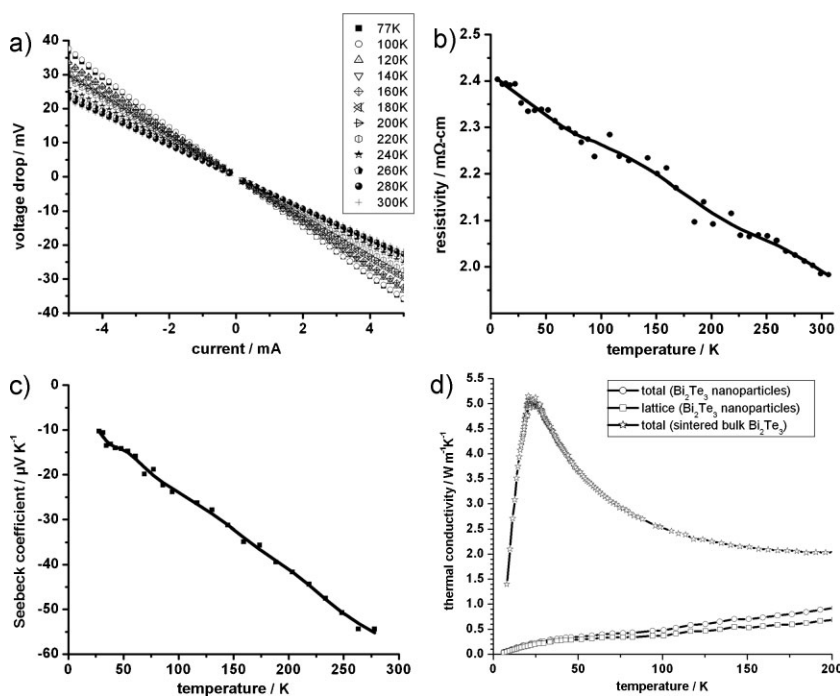 a)
voltage drop / mV
40
30
20
10
0
-10
-20
-30
-40
-4
-2
0
2
4
current / mA
77K
100K
120K
140K
160K
180K
200K
220K
240K
260K
280K
300K
b)
resistivity / mΩ-cm
2.5
2.4
2.3
2.2
2.1
2.0
0
50
100
150
200
250
300
temperature / K
c)
Seebeck coefficient / µV K⁻¹
0
-10
-20
-30
-40
-50
-60
0
50
100
150
200
250
300
temperature / K
d)
thermal conductivity / W m⁻¹K⁻¹
5.5
5.0
4.5
4.0
3.5
3.0
2.5
2.0
1.5
1.0
0.5
0.0
0
50
100
150
200
temperature / K
total (Bi₂Te₃ nanoparticles)
lattice (Bi₂Te₃ nanoparticles)
total (sintered bulk Bi₂Te₃)